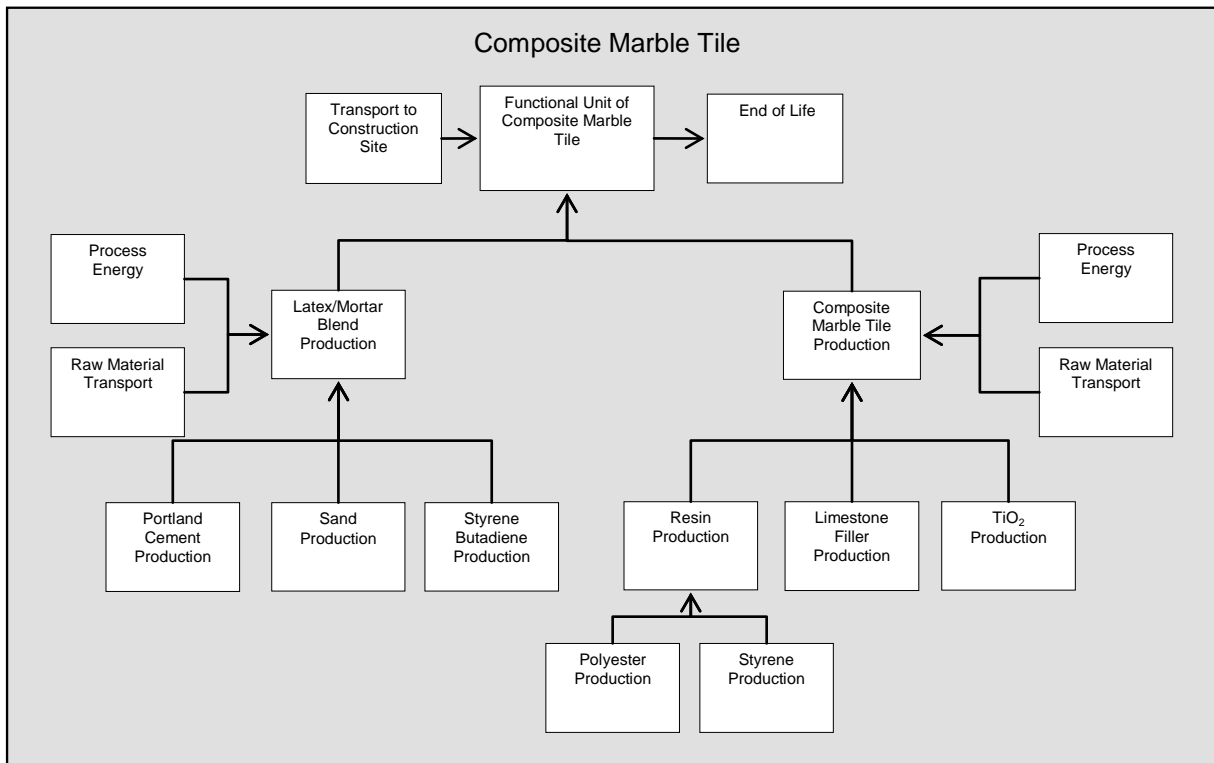 Composite Marble Tile
Transport to
Construction
Site
Functional Unit of
Composite Marble
Tile
End of Life
Process
Energy
Raw Material
Transport
Latex/Mortar
Blend
Production
Composite
Marble Tile
Production
Process
Energy
Raw Material
Transport
Portland
Cement
Production
Sand
Production
Styrene
Butadiene
Production
Resin
Production
Limestone
Filler
Production
TiO₂
Production
Polyester
Production
Styrene
Production